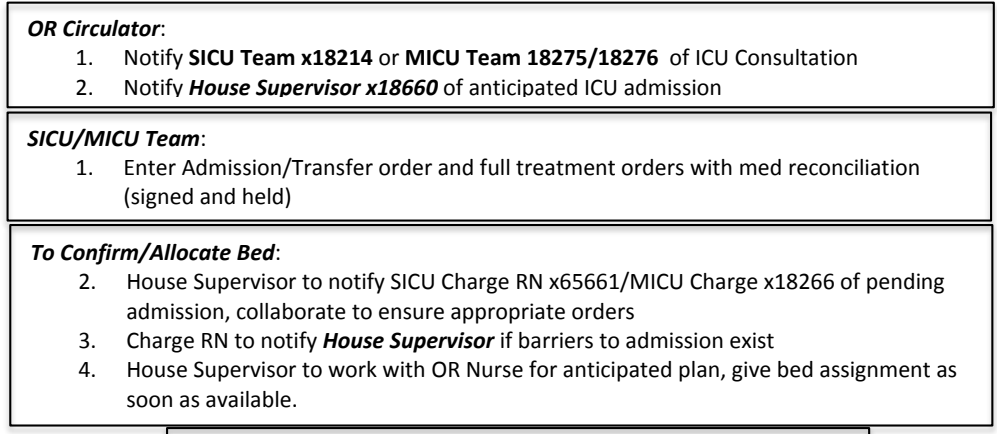 OR Circulator:
1. Notify SICU Team x18214 or MICU Team 18275/18276 of ICU Consultation
2. Notify House Supervisor x18660 of anticipated ICU admission
SICU/MICU Team:
1. Enter Admission/Transfer order and full treatment orders with med reconciliation
(signed and held)
To Confirm/Allocate Bed:
2. House Supervisor to notify SICU Charge RN x65661/MICU Charge x18266 of pending
admission, collaborate to ensure appropriate orders
3. Charge RN to notify House Supervisor if barriers to admission exist
4. House Supervisor to work with OR Nurse for anticipated plan, give bed assignment as
soon as available.